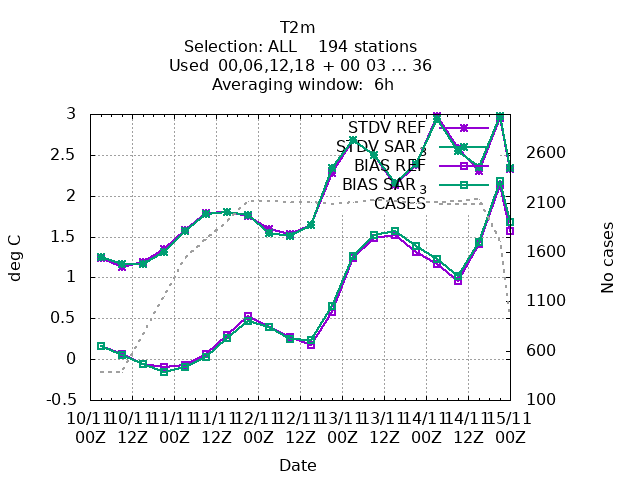 T2m
Selection: ALL    194 stations
Used  00,06,12,18 + 00 03 ... 36
Averaging window:  6h
STDV REF
STDV SAR 3
BIAS REF
BIAS SAR 3
CASES
3
2.5
2
1.5
1
0.5
0
-0.5
deg C
2600
2100
1600
1100
600
100
No cases
10/11 10/11 11/11 11/11 12/11 12/11 13/11 13/11 14/11 14/11 15/11
00Z 12Z 00Z 12Z 00Z 12Z 00Z 12Z 00Z 12Z 00Z
Date